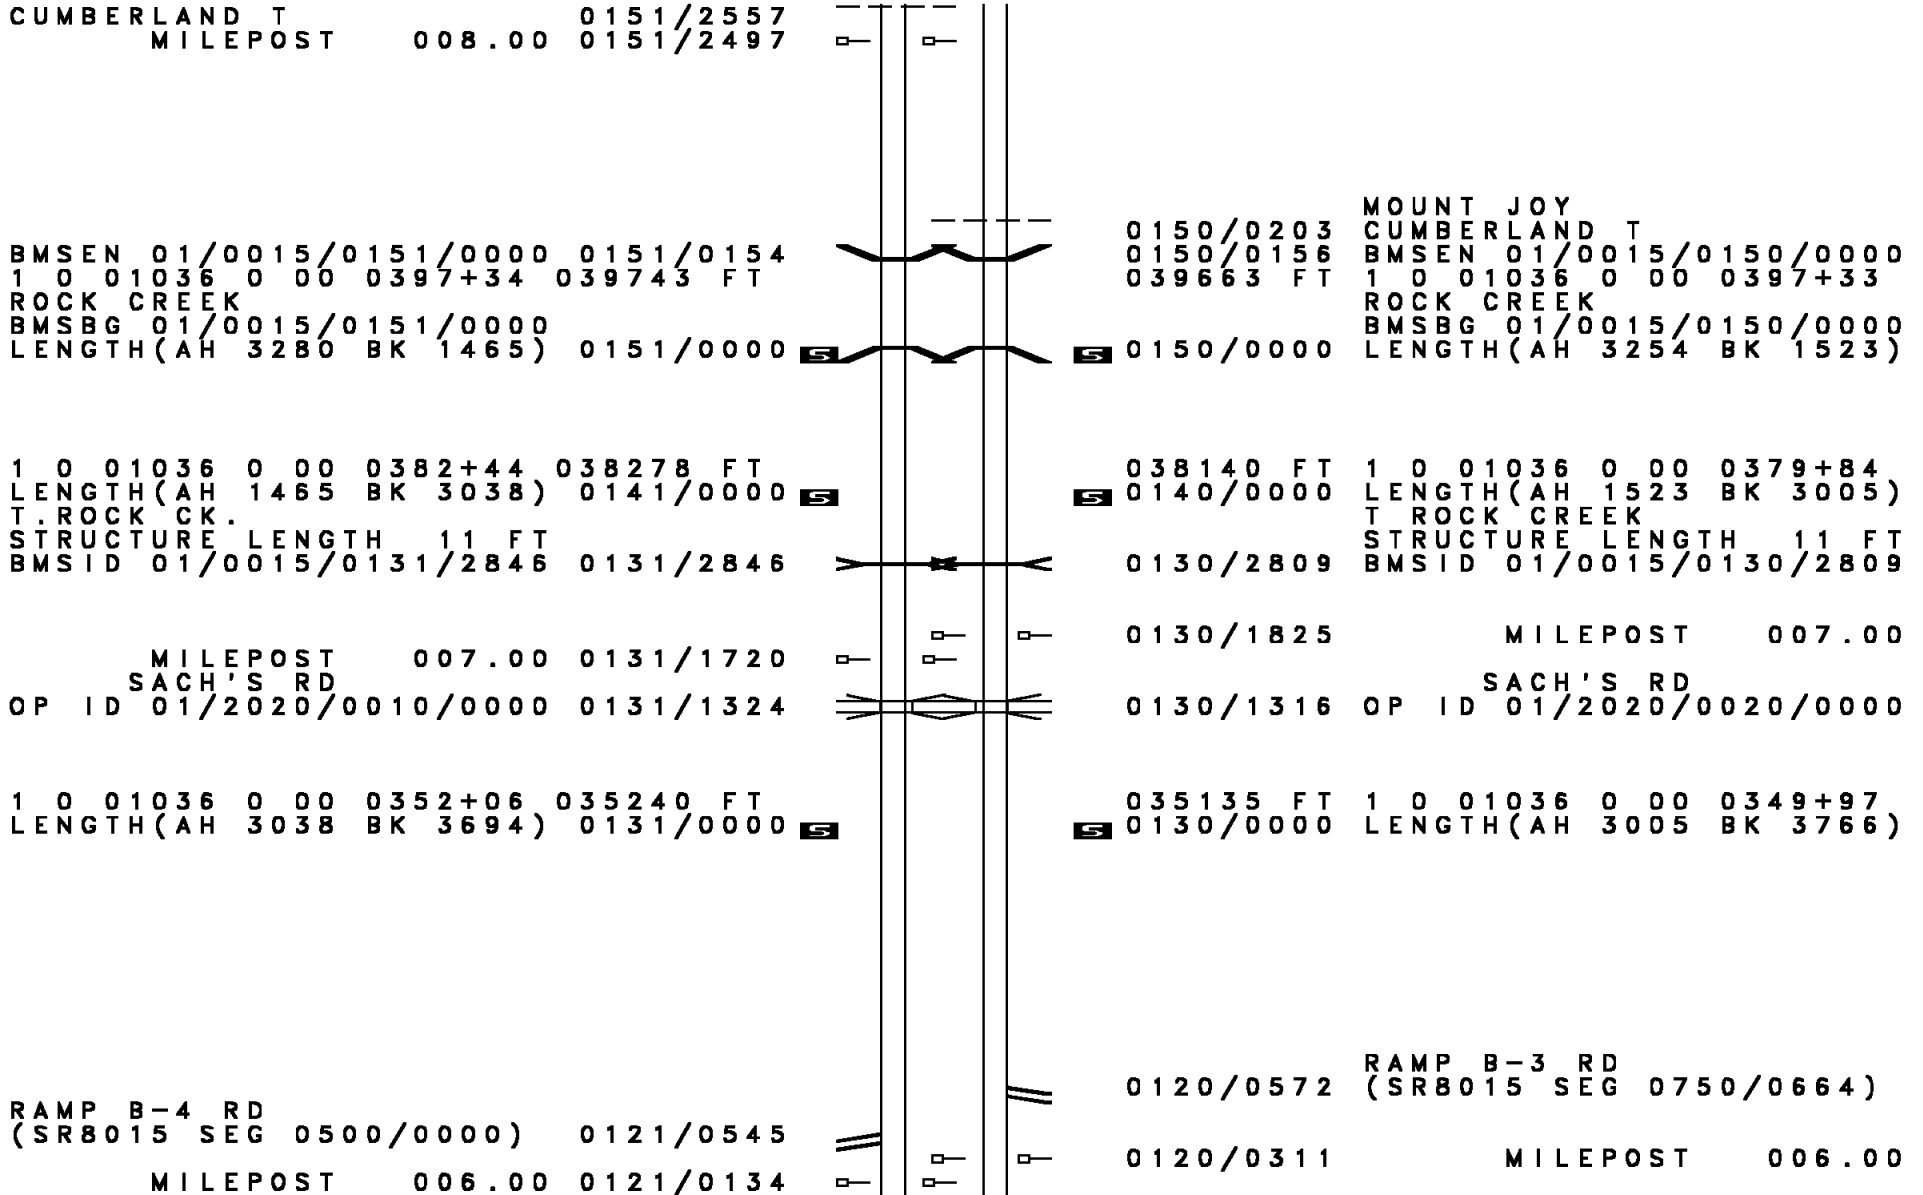 CUMBERLAND T 0151/2557
MILEPOST 008.00 0151/2497
MOUNT JOY
0150/0203 CUMBERLAND T
BMSEN 01/0015/0151/0000 0151/0154 0150/0156 BMSEN 01/0015/0150/0000
1 0 01036 0 00 0397+34 039743 FT 039663 FT 1 0 01036 0 00 0397+33
ROCK CREEK ROCK CREEK
BMSBG 01/0015/0151/0000 BMSBG 01/0015/0150/0000
LENGTH(AH 3280 BK 1465) 0151/0000 S S 0150/0000 LENGTH(AH 3254 BK 1523)
1 0 01036 0 00 0382+44 038278 FT 038140 FT 1 0 01036 0 00 0379+84
LENGTH(AH 1465 BK 3038) 0141/0000 S S 0140/0000 LENGTH(AH 1523 BK 3005)
T.ROCK CK. T ROCK CREEK
STRUCTURE LENGTH 11 FT STRUCTURE LENGTH 11 FT
BMSID 01/0015/0131/2846 0131/2846 0130/2809 BMSID 01/0015/0130/2809
0130/1825 MILEPOST 007.00
MILEPOST 007.00 0131/1720
SACH'S RD SACH'S RD
OP ID 01/2020/0010/0000 0131/1324 0130/1316 OP ID 01/2020/0020/0000
1 0 01036 0 00 0352+06 035240 FT 035135 FT 1 0 01036 0 00 0349+97
LENGTH(AH 3038 BK 3694) 0131/0000 S S 0130/0000 LENGTH(AH 3005 BK 3766)
RAMP B-3 RD
0120/0572 (SR8015 SEG 0750/0664)
RAMP B-4 RD
(SR8015 SEG 0500/0000) 0121/0545
0120/0311 MILEPOST 006.00
MILEPOST 006.00 0121/0134